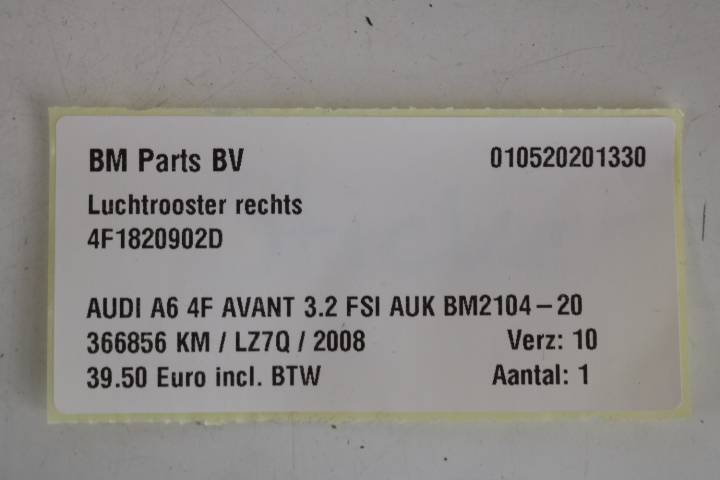 BM Parts BV 010520201330
Luchtrooster rechts
4F1820902D
AUDI A6 4F AVANT 3.2 FSI AUK BM2104-20
366856 KM / LZ7Q / 2008 Verz: 10
39.50 Euro incl. BTW Aantal: 1